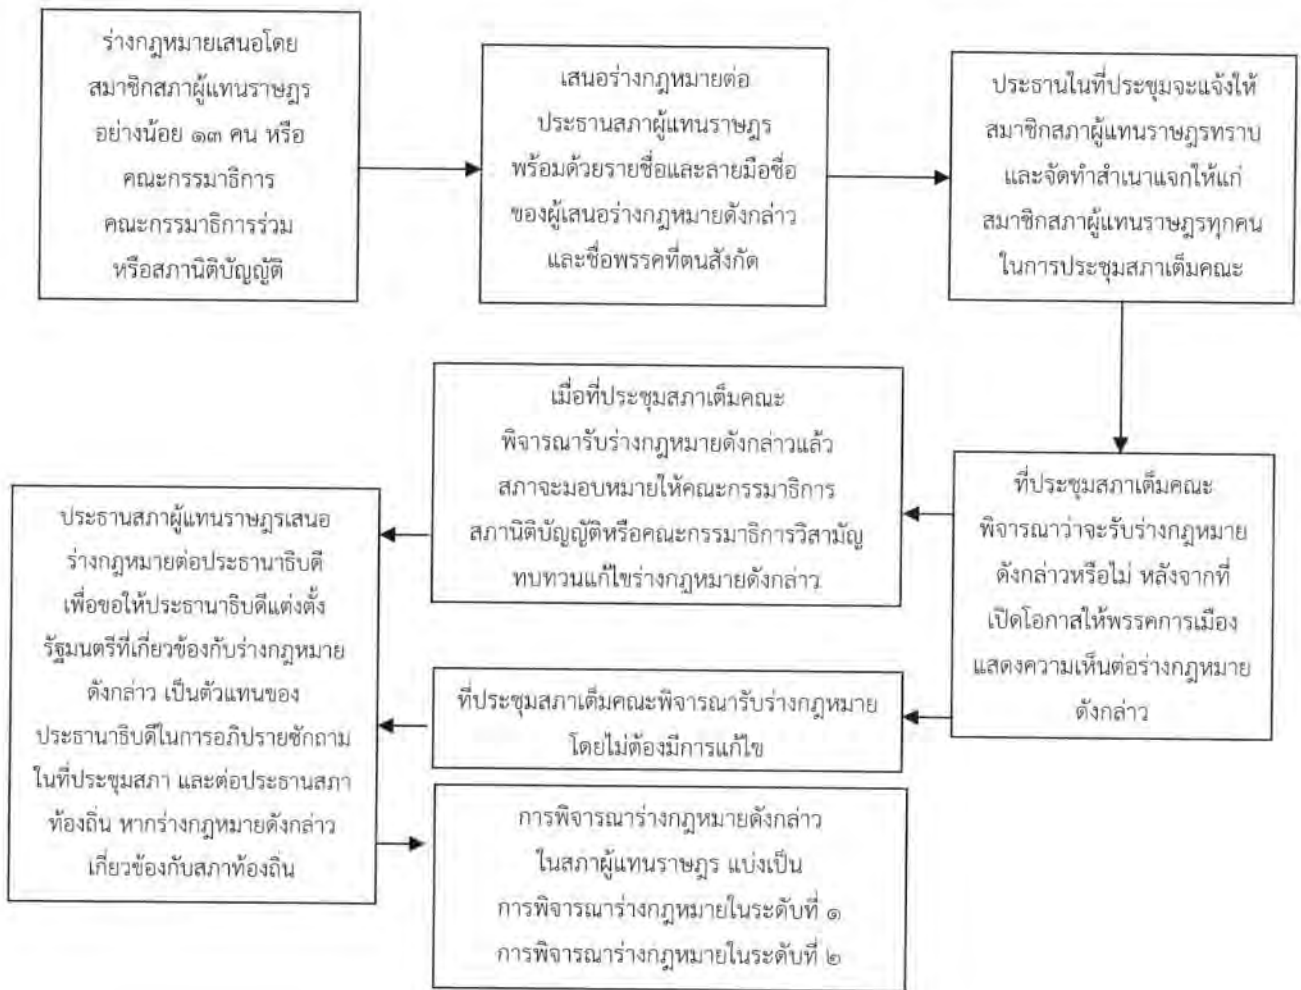 ร่างกฎหมายเสนอโดย
สมาชิกสภาผู้แทนราษฎร
อย่างน้อย ๑๓ คน หรือ
คณะกรรมาธิการ
คณะกรรมาธิการร่วม
หรือสภานิติบัญญัติ
เสนอร่างกฎหมายต่อ
ประธานสภาผู้แทนราษฎร
พร้อมด้วยรายชื่อและลายมือชื่อ
ของผู้เสนอร่างกฎหมายดังกล่าว
และชื่อพรรคที่ตนสังกัด
ประธานในที่ประชุมจะแจ้งให้
สมาชิกสภาผู้แทนราษฎรทราบ
และจัดทำสำเนาแจกให้แก่
สมาชิกสภาผู้แทนราษฎรทุกคน
ในการประชุมสภาเต็มคณะ
ที่ประชุมสภาเต็มคณะ
พิจารณาว่าจะรับร่างกฎหมาย
ดังกล่าวหรือไม่ หลังจากที่
เปิดโอกาสให้พรรคการเมือง
แสดงความเห็นต่อร่างกฎหมาย
ดังกล่าว
เมื่อที่ประชุมสภาเต็มคณะ
พิจารณารับร่างกฎหมายดังกล่าวแล้ว
สภาจะมอบหมายให้คณะกรรมาธิการ
สภานิติบัญญัติหรือคณะกรรมาธิการวิสามัญ
ทบทวนแก้ไขร่างกฎหมายดังกล่าว
ที่ประชุมสภาเต็มคณะพิจารณารับร่างกฎหมาย
โดยไม่ต้องมีการแก้ไข
ประธานสภาผู้แทนราษฎรเสนอ
ร่างกฎหมายต่อประธานาธิบดี
เพื่อขอให้ประธานาธิบดีแต่งตั้ง
รัฐมนตรีที่เกี่ยวข้องกับร่างกฎหมาย
ดังกล่าว เป็นตัวแทนของ
ประธานาธิบดีในการอภิปรายซักถาม
ในที่ประชุมสภา และต่อประธานสภา
ท้องถิ่น หากร่างกฎหมายดังกล่าว
เกี่ยวข้องกับสภาท้องถิ่น
การพิจารณาร่างกฎหมายดังกล่าว
ในสภาผู้แทนราษฎร แบ่งเป็น
การพิจารณาร่างกฎหมายในระดับที่ ๑
การพิจารณาร่างกฎหมายในระดับที่ ๒